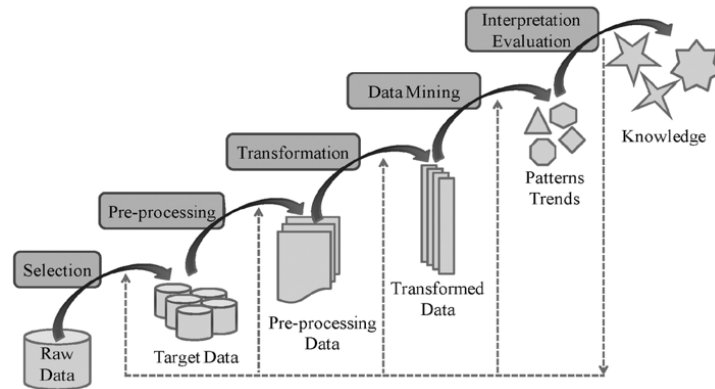 Interpretation
Evaluation
Data Mining
Knowledge
Transformation
Patterns
Trends
Pre-processing
Selection
Transformed
Data
Pre-processing
Data
Target Data
Raw
Data